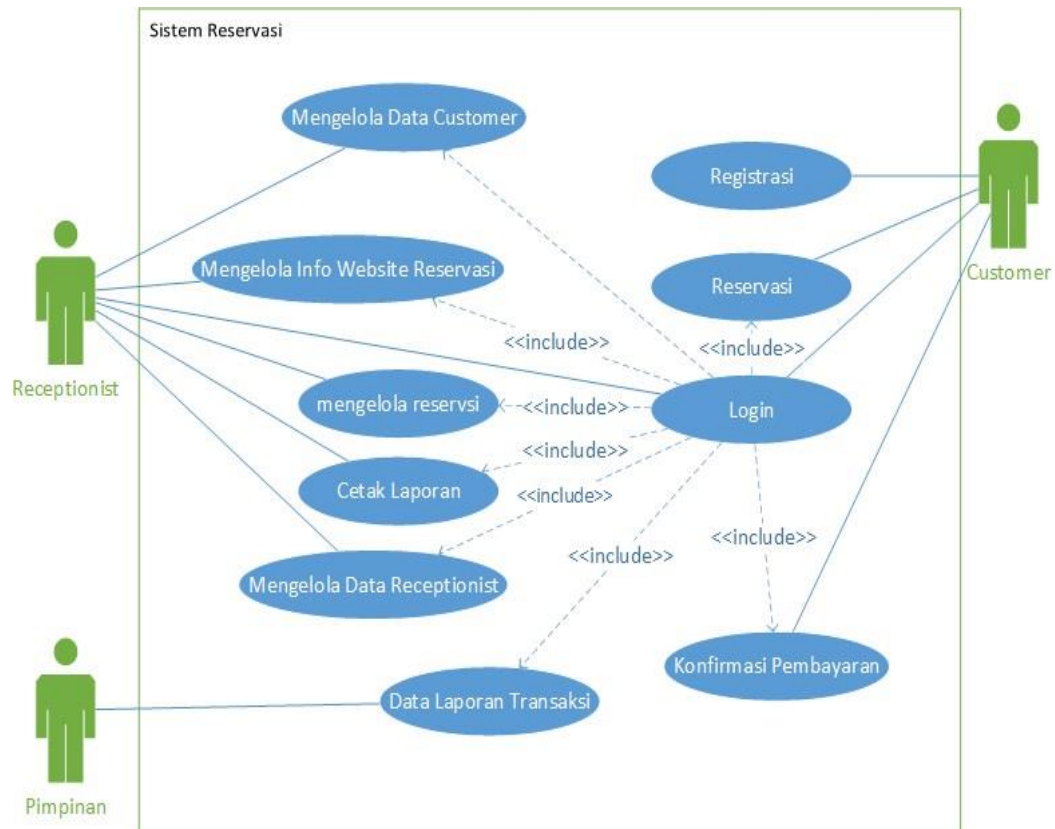 Sistem Reservasi
Mengelola Data Customer
Registrasi
Mengelola Info Website Reservasi
Reservasi
Customer
<<include>>
<<include>>
Receptionist
mengelola reservsi
<<include>>
Login
<<include>>
Cetak Laporan
<<include>>
<<include>>
<<include>>
Mengelola Data Receptionist
Konfirmasi Pembayaran
Data Laporan Transaksi
Pimpinan